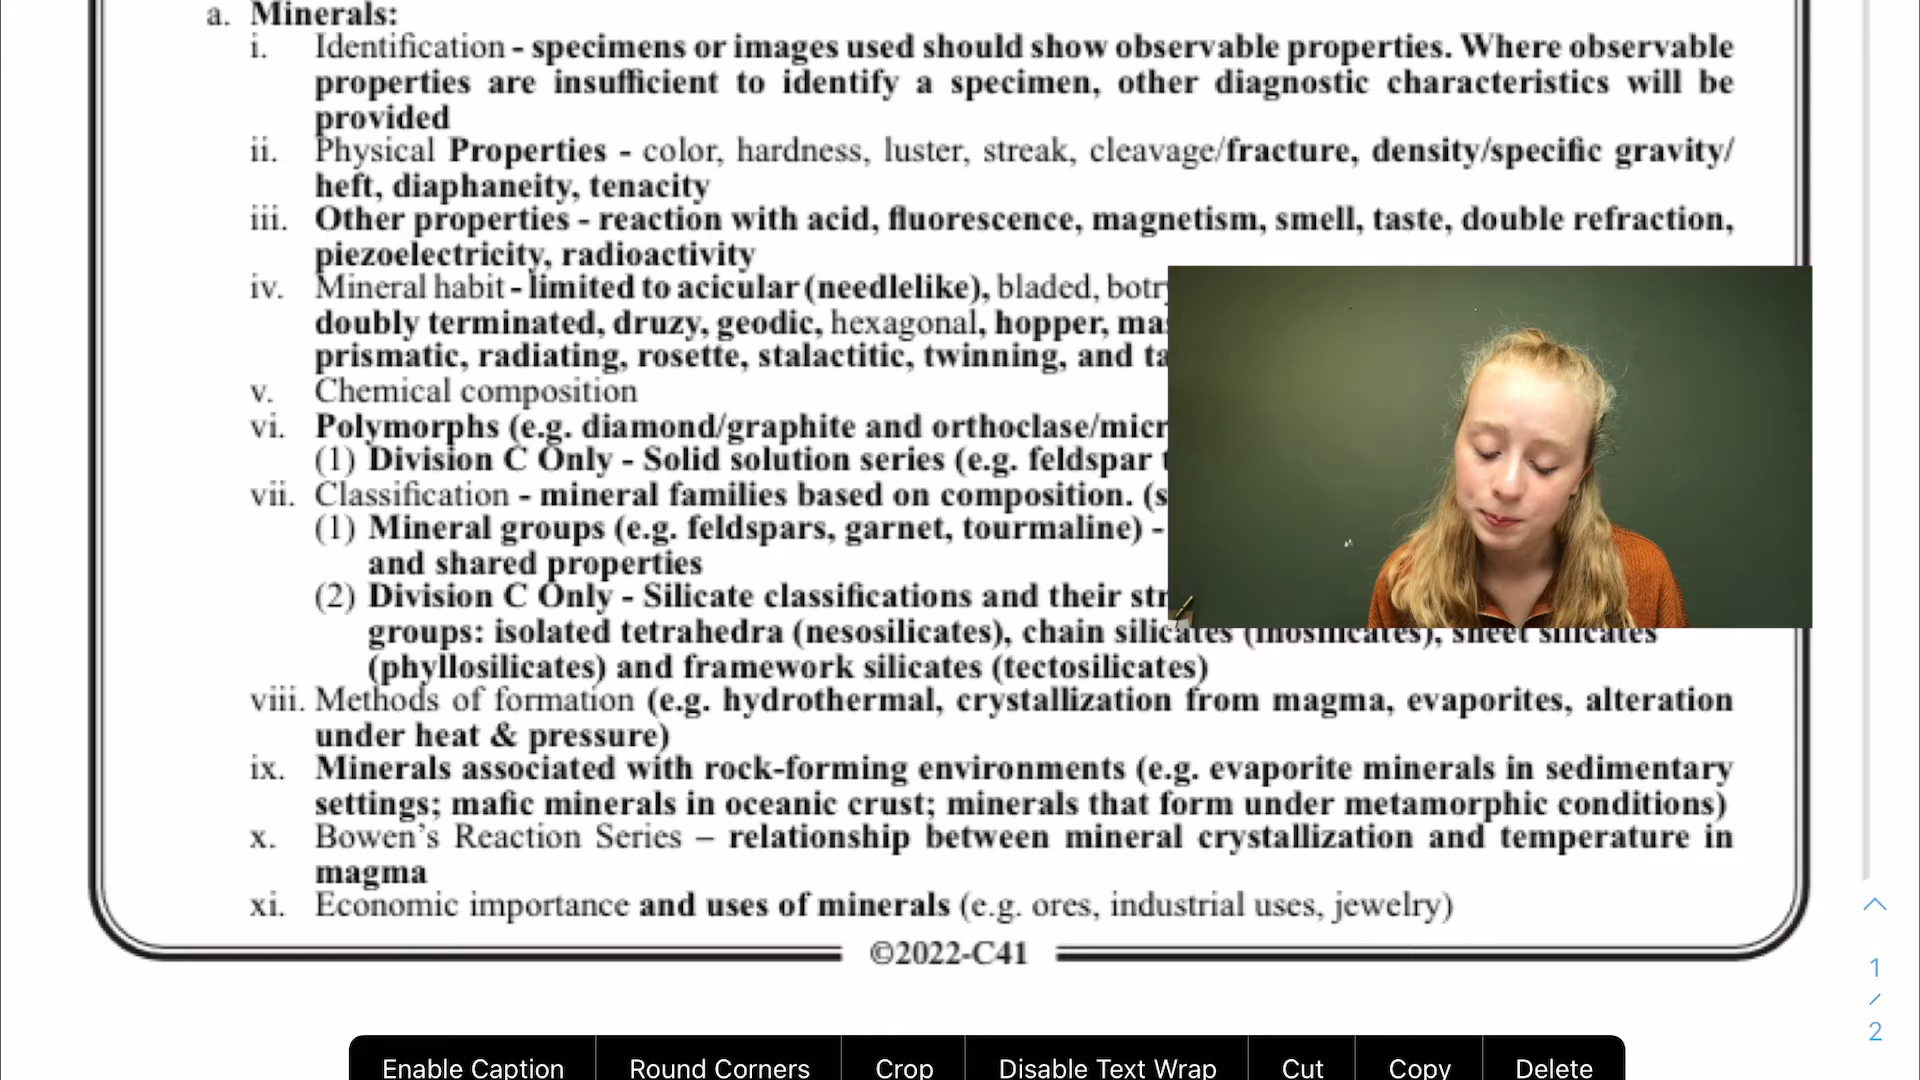 a. Minerals:
i. Identification - specimens or images used should show observable properties. Where observable
properties are insufficient to identify a specimen, other diagnostic characteristics will be
provided
ii. Physical Properties - color, hardness, luster, streak, cleavage/fracture, density/specific gravity/
heft, diaphaneity, tenacity
iii. Other properties - reaction with acid, fluorescence, magnetism, smell, taste, double refraction,
piezoelectricity, radioactivity
iv. Mineral habit - limited to acicular (needlelike), bladed,
doubly terminated, druzy, geodic, hexagonal, hopper,
prismatic, radiating, rosette, stalactitic, twinning, and
v. Chemical composition
vi. Polymorphs (e.g. diamond/graphite and
(1) Division C Only - Solid solution series (e.g. feldspar
vii. Classification - mineral families based on composition.
(1) Mineral groups (e.g. feldspars, garnet, tourmaline) -
and shared properties
(2) Division C Only - Silicate classifications and their
groups: isolated tetrahedra (nesosilicates), chain silicates (inosilicates), sheet silicates
(phyllosilicates) and framework silicates (tectosilicates)
viii. Methods of formation (e.g. hydrothermal, crystallization from magma, evaporites, alteration
under heat & pressure)
ix. Minerals associated with rock-forming environments (e.g. evaporite minerals in sedimentary
settings; mafic minerals in oceanic crust; minerals that form under metamorphic conditions)
x. Bowen's Reaction Series – relationship between mineral crystallization and temperature in
magma
xi. Economic importance and uses of minerals (e.g. ores, industrial uses, jewelry)
©2022-C41
1
/
2
Enable Caption Round Corners Crop Disable Text Wrap Cut Copy Delete